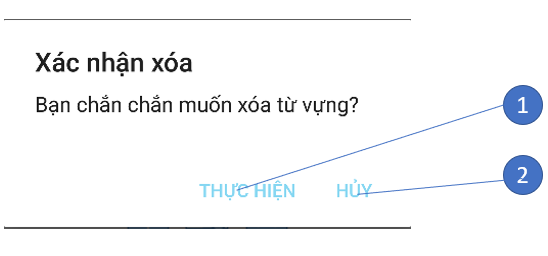 Xác nhận xóa
Bạn chắn chắn muốn xóa từ vựng?
1
THỰC HIỆN HỦY
2